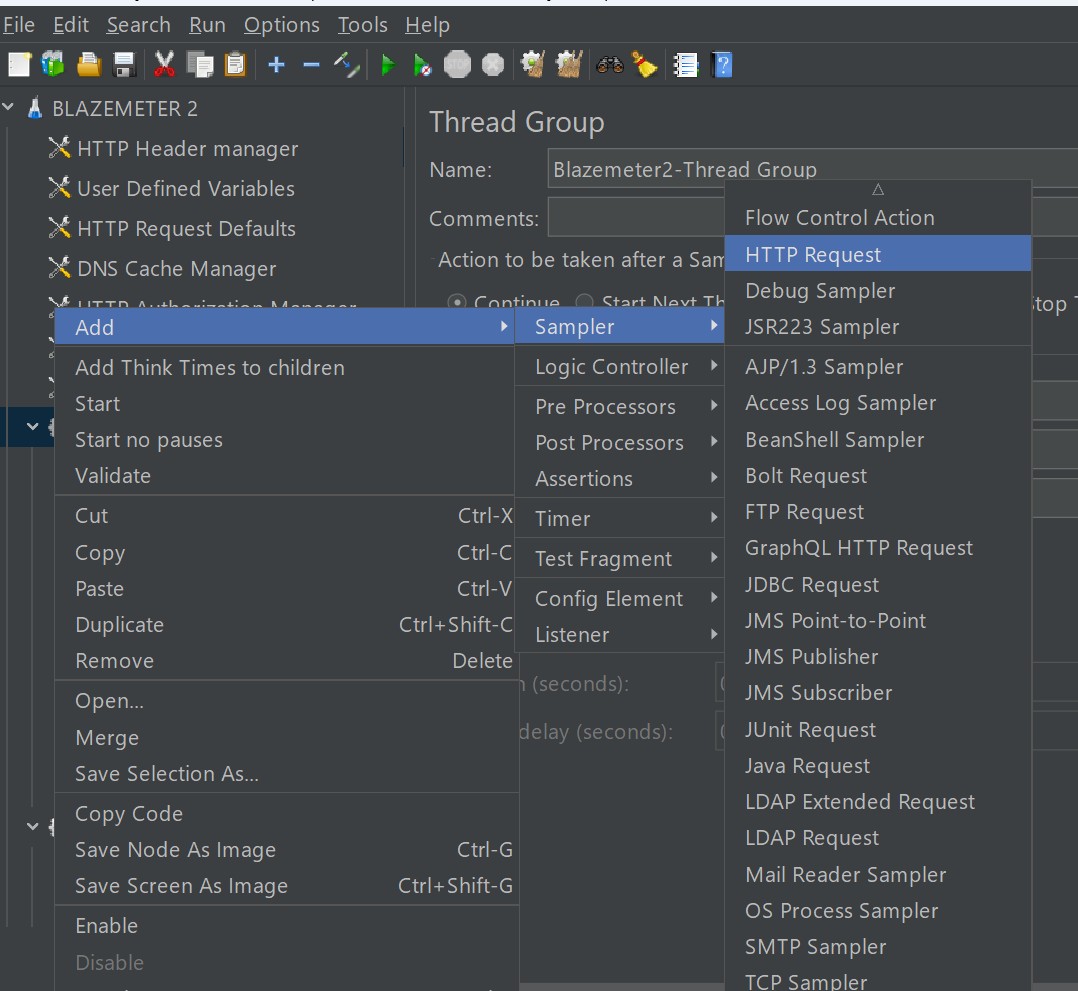 File Edit Search Run Options Tools Help
STOP
?
BLAZEMETER 2
HTTP Header manager
User Defined Variables
HTTP Request Defaults
DNS Cache Manager
HTTP Authorization Manager
Thread Group
Name: Blazemeter2-Thread Group
Comments:
Action to be taken after a Sam
Continue Start Next Th
Stop T
n (seconds):
delay (seconds):
Add
Add Think Times to children
Start
Start no pauses
Validate
Cut Ctrl-X
Copy Ctrl-C
Paste Ctrl-V
Duplicate Ctrl+Shift-C
Remove Delete
Open...
Merge
Save Selection As...
Copy Code
Save Node As Image Ctrl-G
Save Screen As Image Ctrl+Shift-G
Enable
Disable
Sampler
Logic Controller
Pre Processors
Post Processors
Assertions
Timer
Test Fragment
Config Element
Listener
Flow Control Action
HTTP Request
Debug Sampler
JSR223 Sampler
AJP/1.3 Sampler
Access Log Sampler
BeanShell Sampler
Bolt Request
FTP Request
GraphQL HTTP Request
JDBC Request
JMS Point-to-Point
JMS Publisher
JMS Subscriber
JUnit Request
Java Request
LDAP Extended Request
LDAP Request
Mail Reader Sampler
OS Process Sampler
SMTP Sampler
TCP Sampler